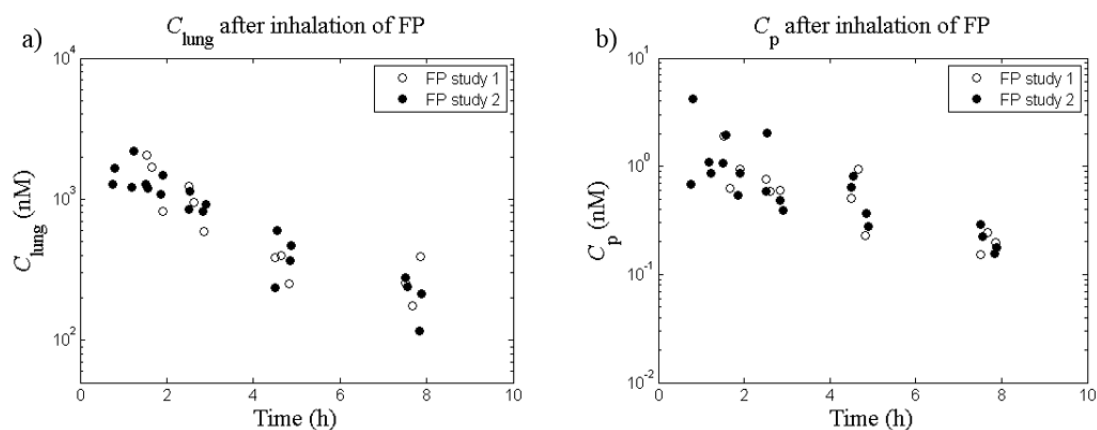 a)
C_lung after inhalation of FP
10^4
10^3
10^2
C_lung (nM)
FP study 1
FP study 2
0 2 4 6 8 10
Time (h)
b)
C_p after inhalation of FP
10^1
10^0
10^-1
10^-2
C_p (nM)
FP study 1
FP study 2
0 2 4 6 8 10
Time (h)